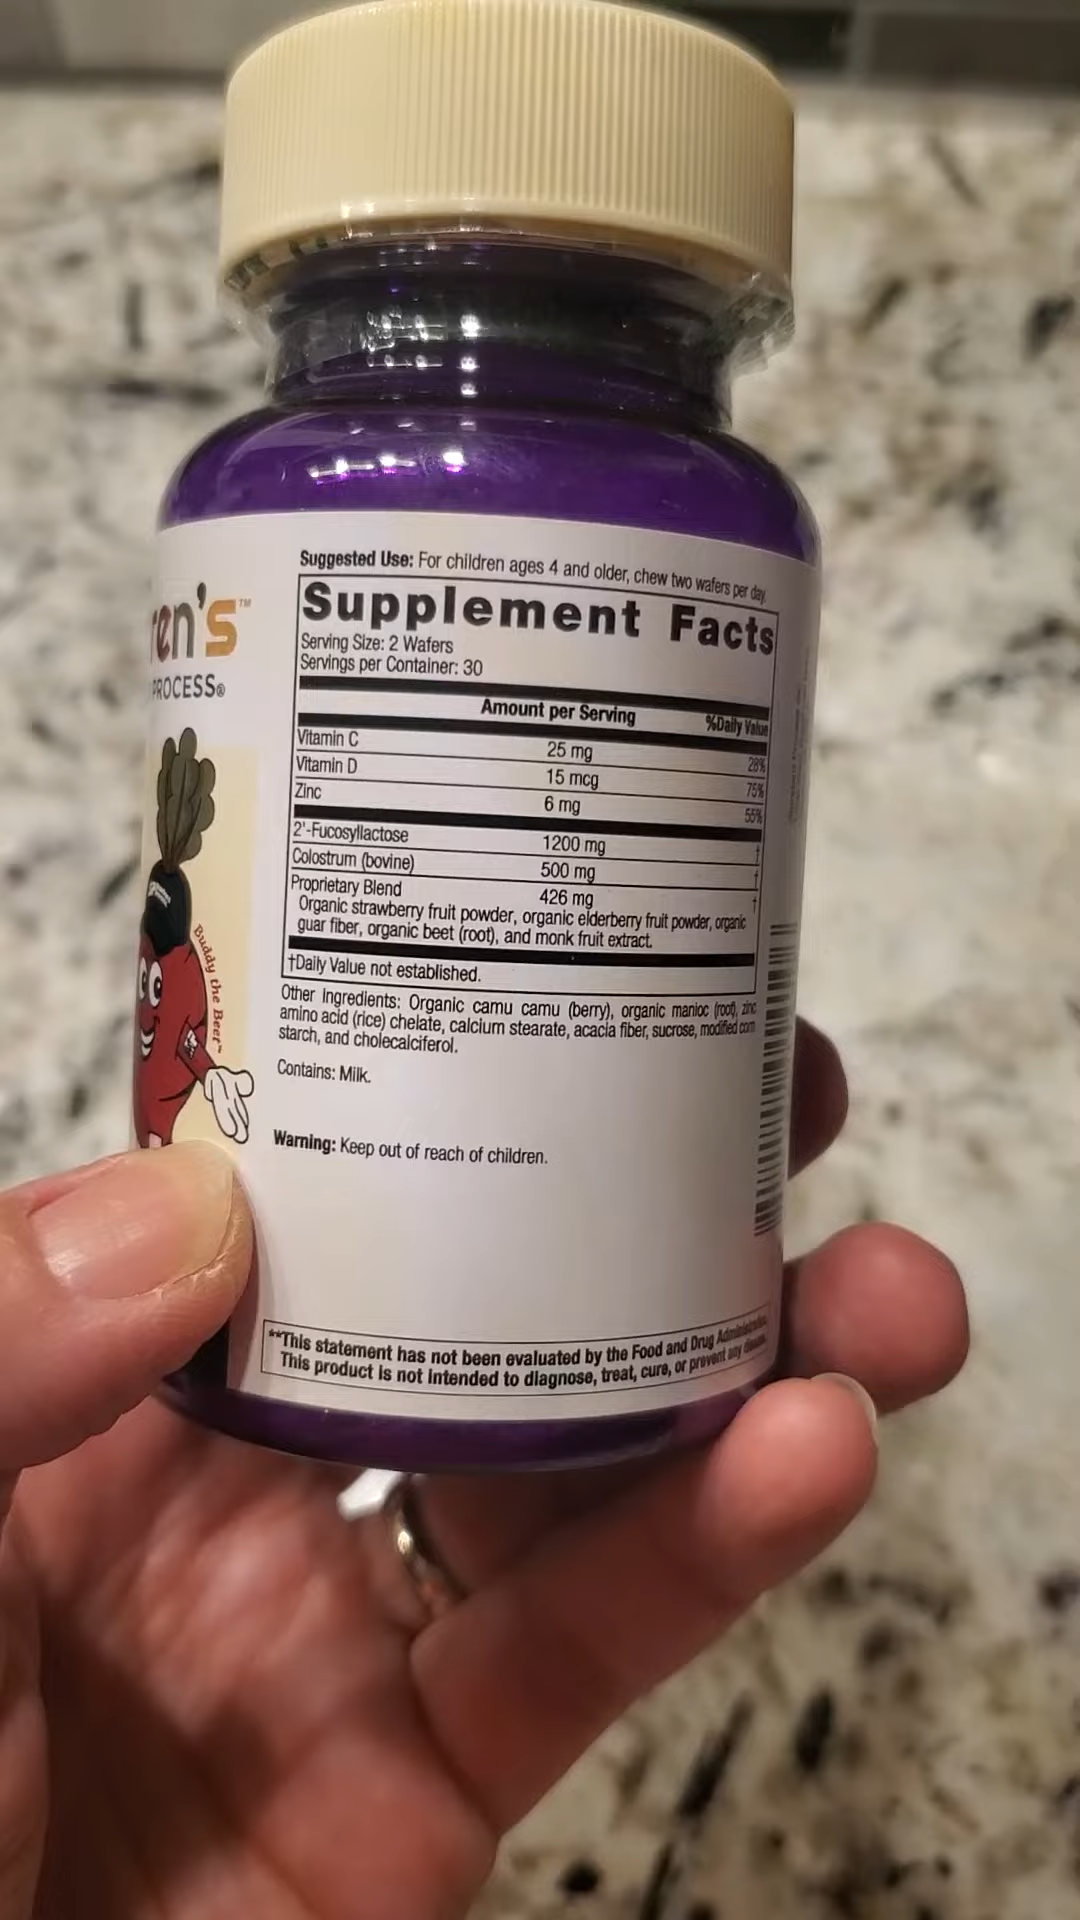 ren's™
PROCESS®
Buddy the Beet™
Suggested Use: For children ages 4 and older, chew two wafers per day.
Supplement Facts
Serving Size: 2 Wafers
Servings per Container: 30
Amount per Serving %Daily Value
Vitamin C 25 mg 28%
Vitamin D 15 mcg 75%
Zinc 6 mg 55%
2'-Fucosyllactose 1200 mg †
Colostrum (bovine) 500 mg †
Proprietary Blend 426 mg †
Organic strawberry fruit powder, organic elderberry fruit powder, organic
guar fiber, organic beet (root), and monk fruit extract.
†Daily Value not established.
Other Ingredients: Organic camu camu (berry), organic manioc (root), zinc
amino acid (rice) chelate, calcium stearate, acacia fiber, sucrose, modified corn
starch, and cholecalciferol.
Contains: Milk.
Warning: Keep out of reach of children.
**This statement has not been evaluated by the Food and Drug Administration.
This product is not intended to diagnose, treat, cure, or prevent any disease.